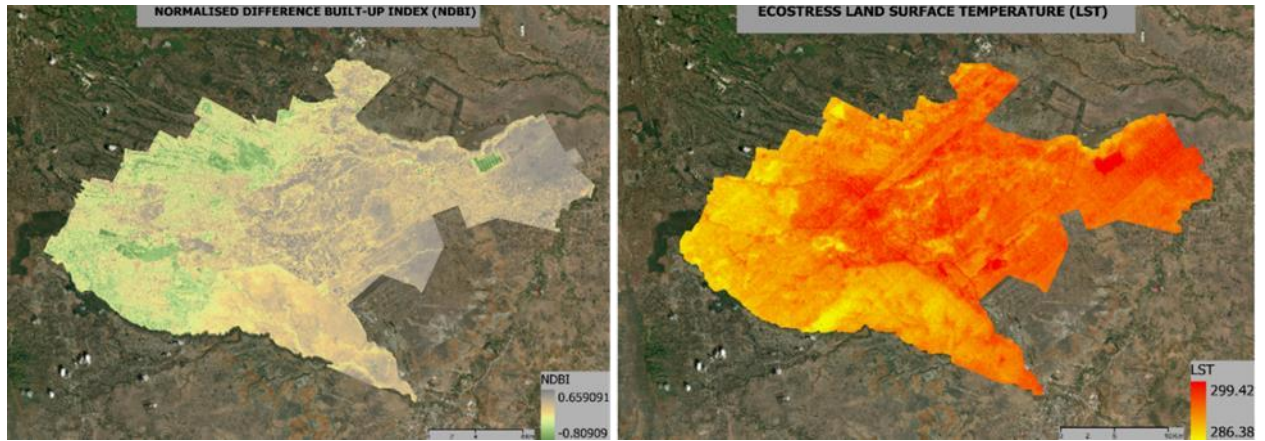 NORMALISED DIFFERENCE BUILT-UP INDEX (NDBI)
NDBI
0.659091
-0.80909
ECOSTRESS LAND SURFACE TEMPERATURE (LST)
LST
299.42
286.38